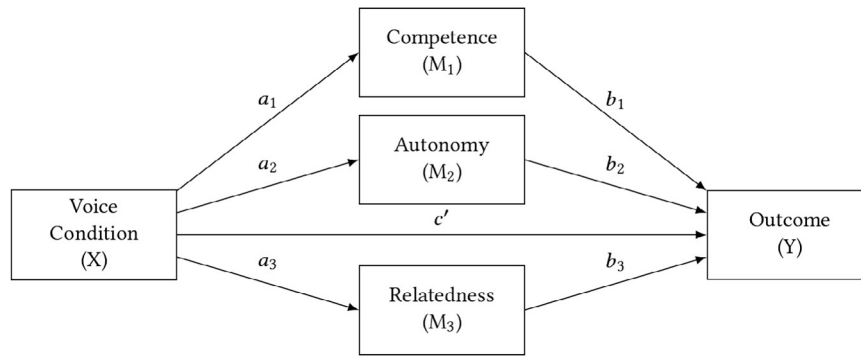 Competence
(M₁)
a₁
b₁
Autonomy
(M₂)
a₂
b₂
Voice
Condition
(X)
c′
Outcome
(Y)
a₃
b₃
Relatedness
(M₃)